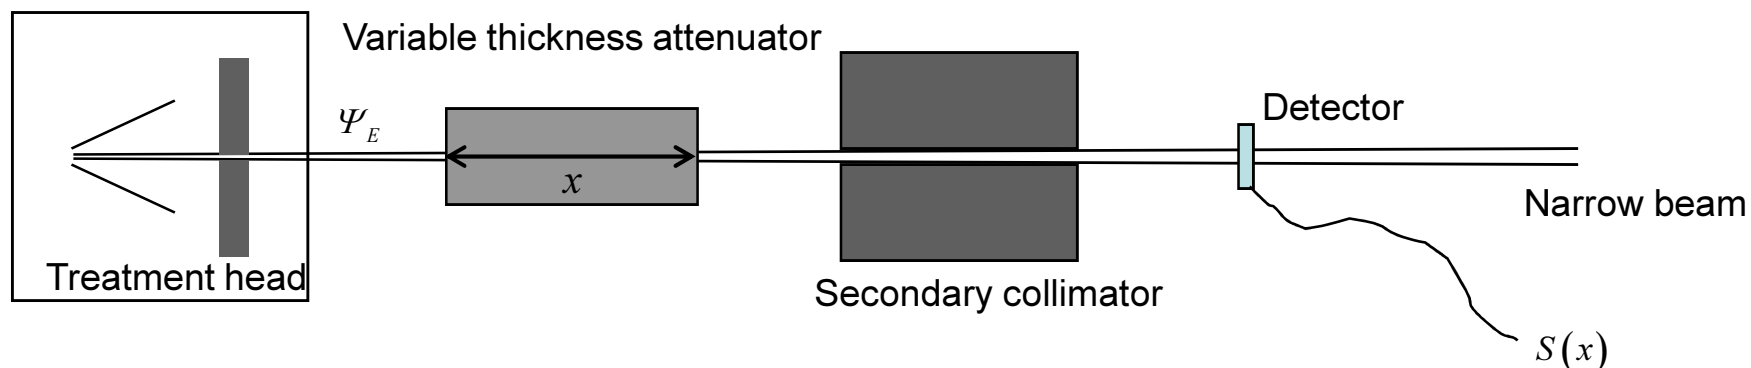 Variable thickness attenuator
Ψ_E
x
Detector
Narrow beam
Treatment head
Secondary collimator
S(x)